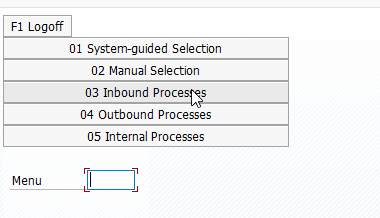 F1 Logoff
01 System-guided Selection
02 Manual Selection
03 Inbound Processes
04 Outbound Processes
05 Internal Processes
Menu